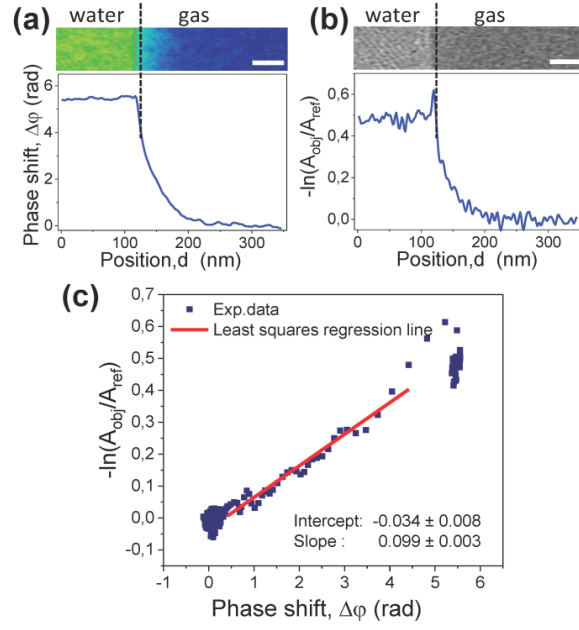 (a) water gas
(b) water gas
Phase shift, Δφ (rad)
6
4
2
0
0 100 200 300
Position,d (nm)
-ln(A_obj/A_ref)
0,6
0,4
0,2
0,0
0 100 200 300
Position,d (nm)
(c)
-ln(A_obj/A_ref)
0,7
0,6
0,5
0,4
0,3
0,2
0,1
0,0
-0,1
Exp.data
Least squares regression line
Intercept: -0.034 ± 0.008
Slope : 0.099 ± 0.003
-1 0 1 2 3 4 5 6
Phase shift, Δφ (rad)